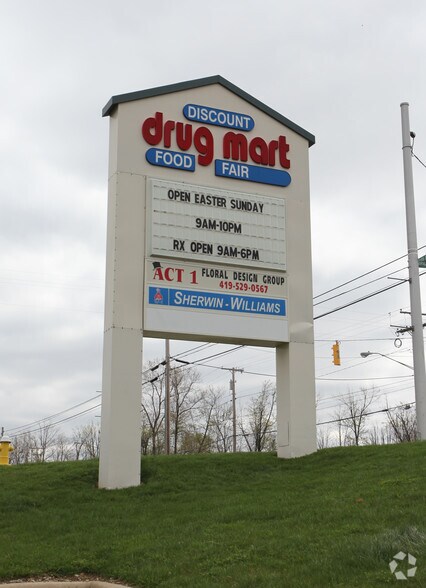 DISCOUNT
drug mart
FOOD FAIR
OPEN EASTER SUNDAY
9AM-10PM
RX OPEN 9AM-6PM
ACT 1 FLORAL DESIGN GROUP
419-529-0567
SHERWIN-WILLIAMS